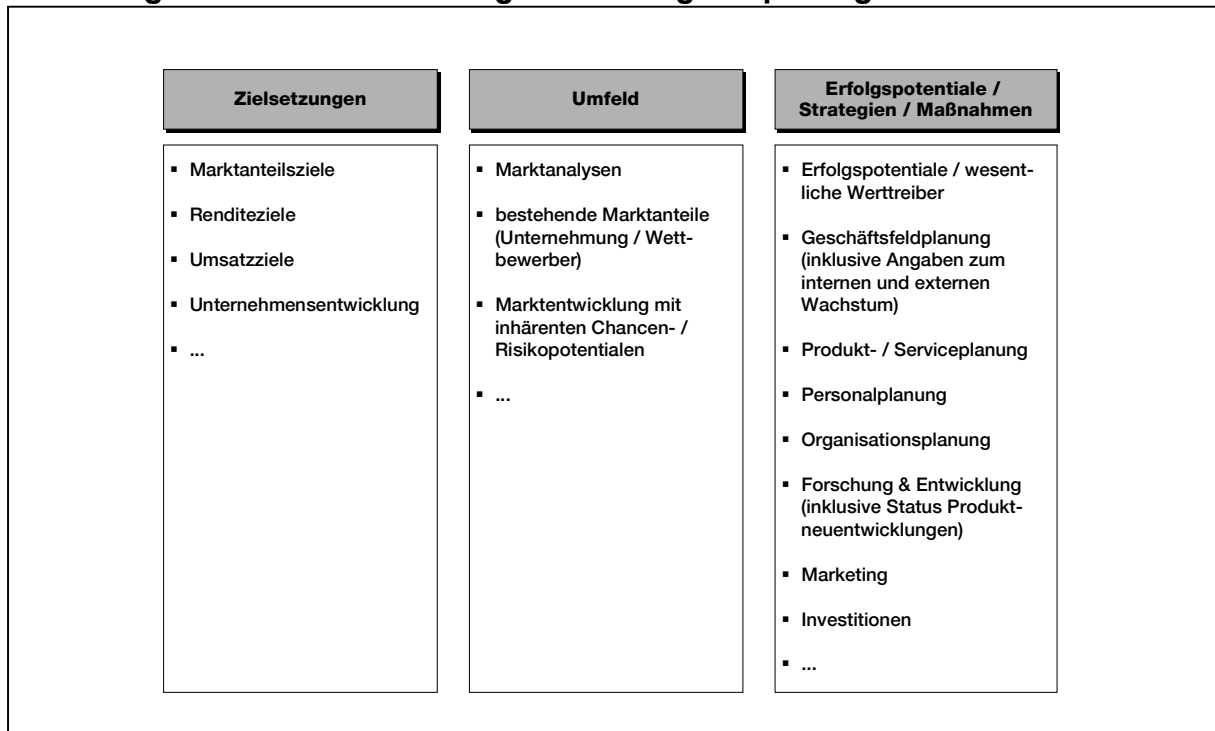 Zielsetzungen
Marktanteilsziele
Renditeziele
Umsatzziele
Unternehmensentwicklung
...
Umfeld
Marktanalysen
bestehende Marktanteile
(Unternehmung / Wett-
bewerber)
Marktentwicklung mit
inhärenten Chancen- /
Risikopotentialen
...
Erfolgspotentiale /
Strategien / Maßnahmen
Erfolgspotentiale / wesent-
liche Werttreiber
Geschäftsfeldplanung
(inklusive Angaben zum
internen und externen
Wachstum)
Produkt- / Serviceplanung
Personalplanung
Organisationsplanung
Forschung & Entwicklung
(inklusive Status Produkt-
neuentwicklungen)
Marketing
Investitionen
...